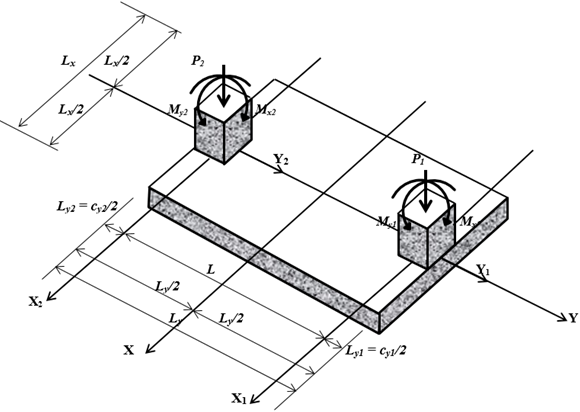 Lx
Lx/2
Lx/2
P2
My2
Mx2
Y2
P1
My1
Mx
Y1
Y
Ly2 = cy2/2
L
Ly/2
Ly
Ly/2
Ly1 = cy1/2
X2
X
X1